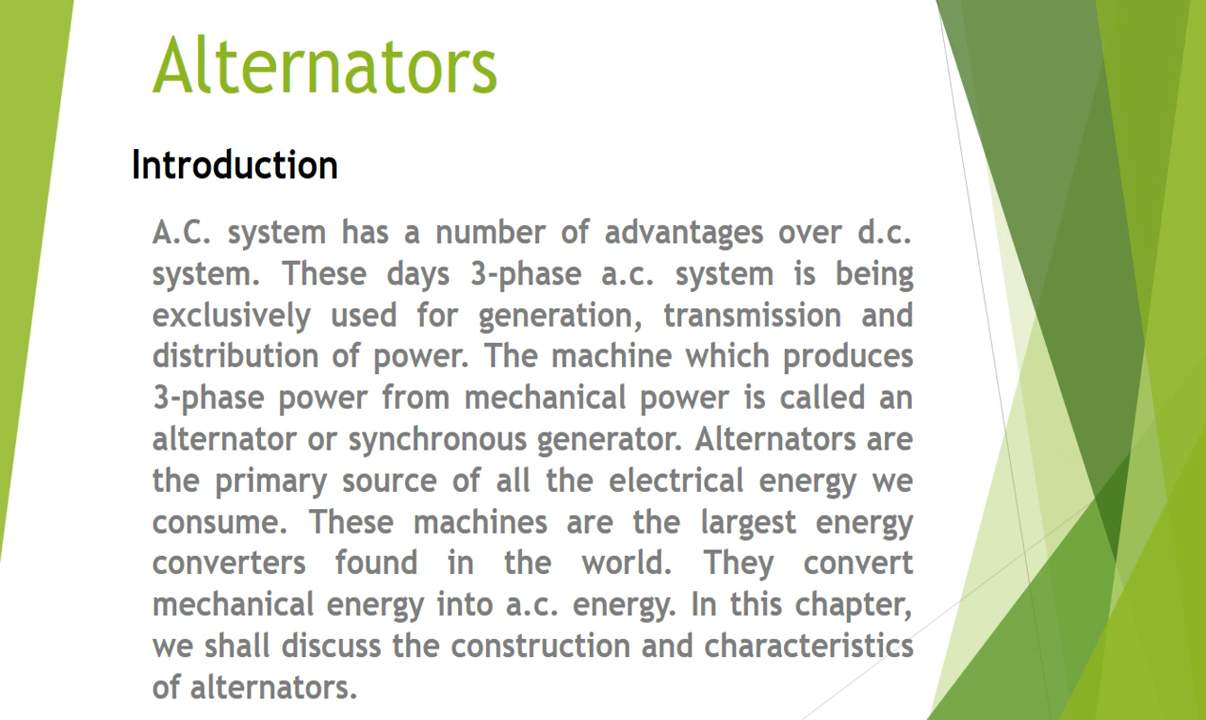 Alternators
Introduction
A.C. system has a number of advantages over d.c.
system. These days 3-phase a.c. system is being
exclusively used for generation, transmission and
distribution of power. The machine which produces
3-phase power from mechanical power is called an
alternator or synchronous generator. Alternators are
the primary source of all the electrical energy we
consume. These machines are the largest energy
converters found in the world. They convert
mechanical energy into a.c. energy. In this chapter,
we shall discuss the construction and characteristics
of alternators.